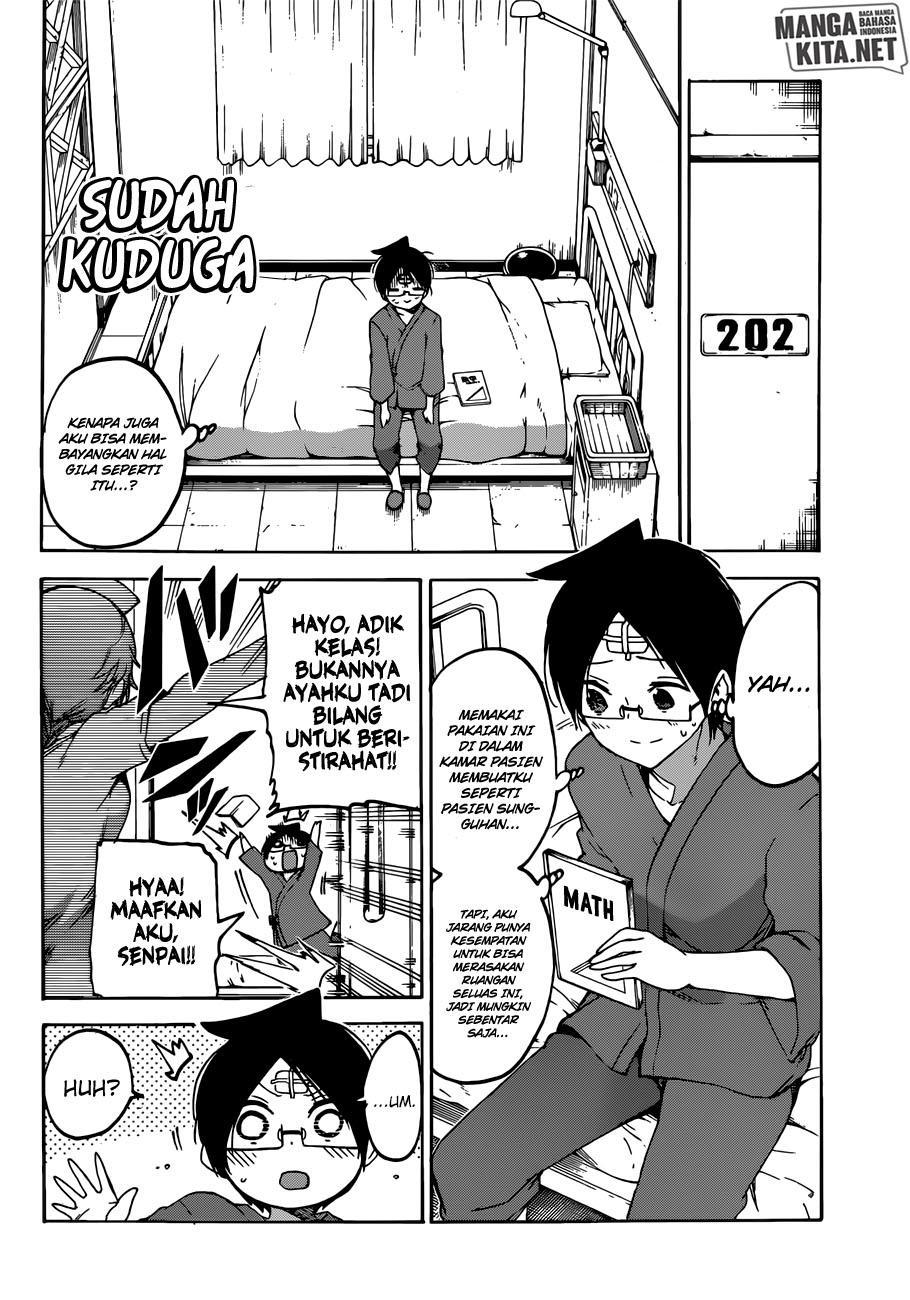 MANGA
KITA.NET
BACA MANGA
BAHASA
INDONESIA
202
SUDAH
KUDUGA
KENAPA JUGA
AKU BISA MEM-
BAYANGKAN HAL
GILA SEPERTI
ITU...?
YAH...
MEMAKAI
PAKAIAN INI
DI DALAM
KAMAR PASIEN
MEMBUATKU
SEPERTI
PASIEN SUNG-
GUHAN...
MATH
TAPI, AKU
JARANG PUNYA
KESEMPATAN
UNTUK BISA
MERASAKAN
RUANGAN
SELUAS INI,
JADI MUNGKIN
SEBENTAR
SAJA...
HAYO, ADIK
KELAS!
BUKANNYA
AYAHKU TADI
BILANG
UNTUK BERI-
STIRAHAT!!
HYAA!
MAAFKAN
AKU,
SENPAI!!
...UM.
HUH?